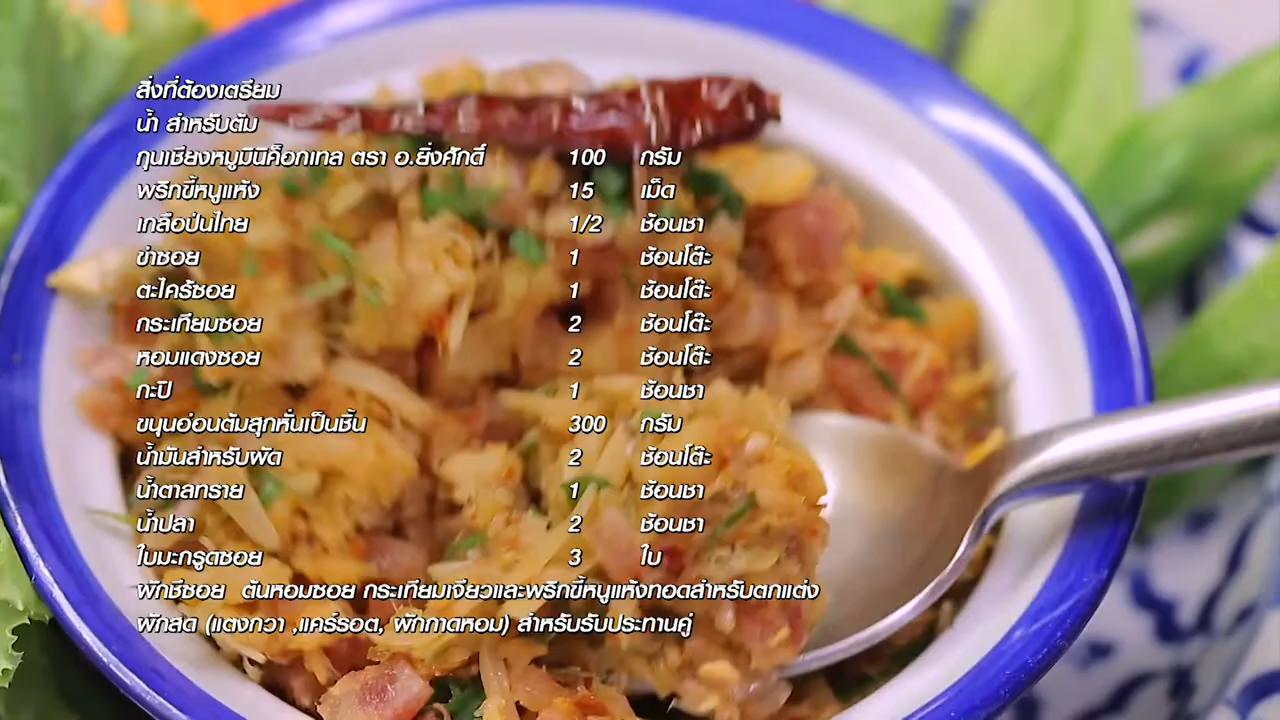 สิ่งที่ต้องเตรียม
น้ำ สำหรับต้ม
กุนเชียงหมูมินิค็อกเทล ตรา อ.ยิ่งศักดิ์ 100 กรัม
พริกขี้หนูแห้ง 15 เม็ด
เกลือป่นไทย 1/2 ช้อนชา
ข่าซอย 1 ช้อนโต๊ะ
ตะไคร้ซอย 1 ช้อนโต๊ะ
กระเทียมซอย 2 ช้อนโต๊ะ
หอมแดงซอย 2 ช้อนโต๊ะ
กะปิ 1 ช้อนชา
ขนุนอ่อนต้มสุกหั่นเป็นชิ้น 300 กรัม
น้ำมันสำหรับผัด 2 ช้อนโต๊ะ
น้ำตาลทราย 1 ช้อนชา
น้ำปลา 2 ช้อนชา
ใบมะกรูดซอย 3 ใบ
ผักชีซอย ต้นหอมซอย กระเทียมเจียวและพริกขี้หนูแห้งทอดสำหรับตกแต่ง
ผักสด (แตงกวา ,แคร์รอต, ผักกาดหอม) สำหรับรับประทานคู่